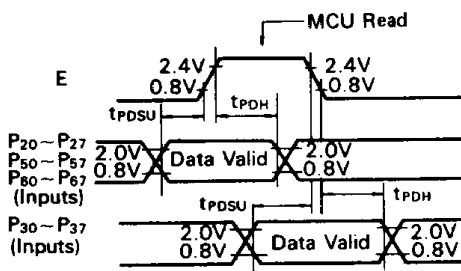 MCU Read
E
2.4V
0.8V
2.4V
0.8V
tPDSU
tPDH
P20~P27
P50~P57
P60~P67
(Inputs)
2.0V
0.8V
Data Valid
2.0V
0.8V
tPDSU
tPDH
P30~P37
(Inputs)
2.0V
0.8V
Data Valid
2.0V
0.8V